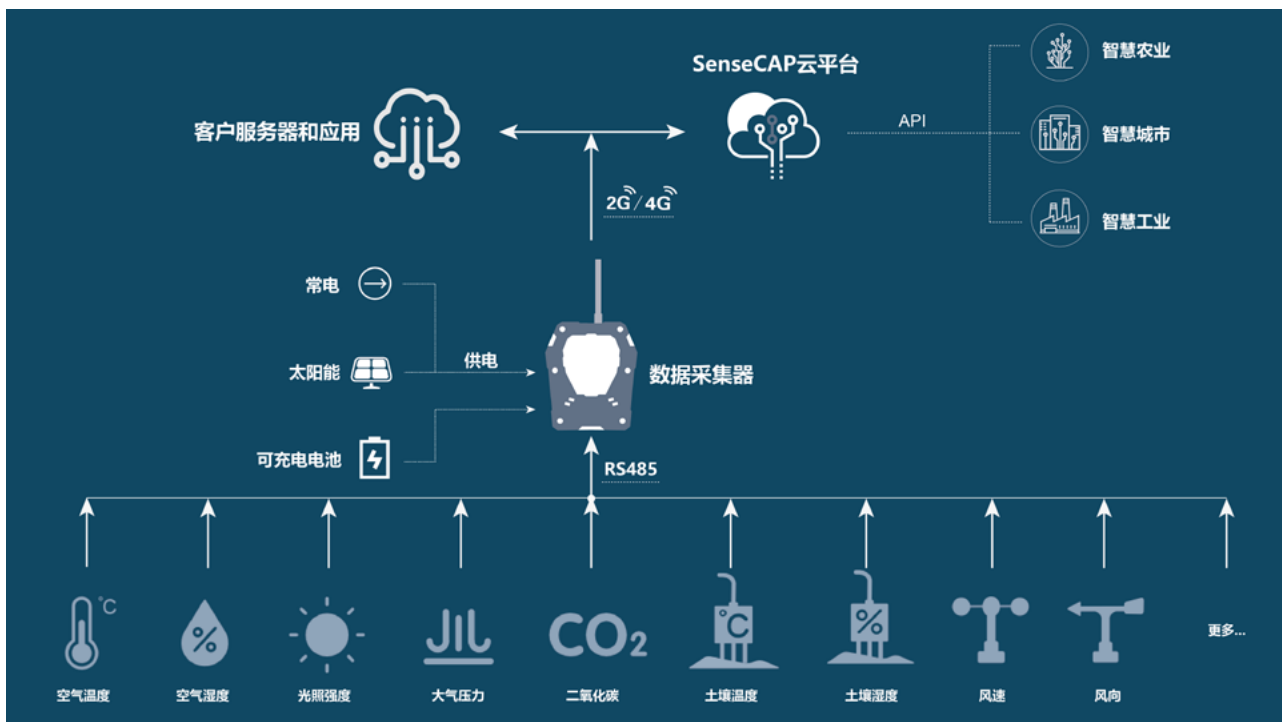 SenseCAP云平台
客户服务器和应用
API
智慧农业
智慧城市
智慧工业
2G/4G
常电
太阳能
供电
可充电电池
数据采集器
RS485
°C
%
CO2
°C
%
更多...
空气温度
空气湿度
光照强度
大气压力
二氧化碳
土壤温度
土壤湿度
风速
风向